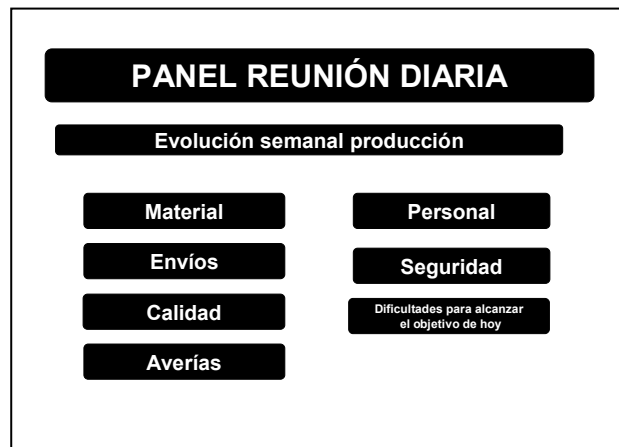 PANEL REUNIÓN DIARIA
Evolución semanal producción
Material
Envíos
Calidad
Averías
Personal
Seguridad
Dificultades para alcanzar
el objetivo de hoy